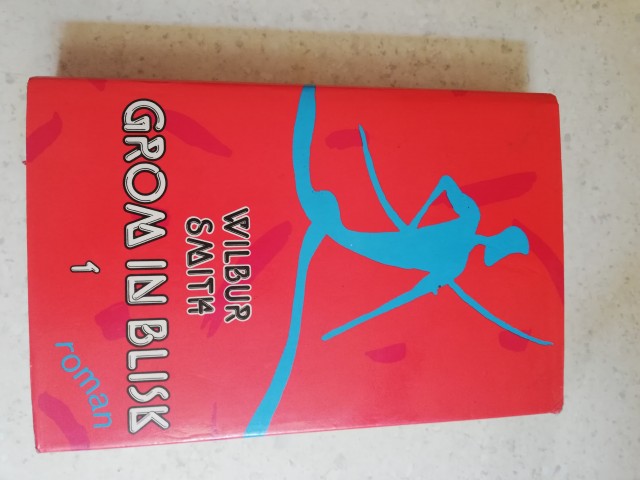 WILBUR
SMITH
GROM IN BLISK
1
roman